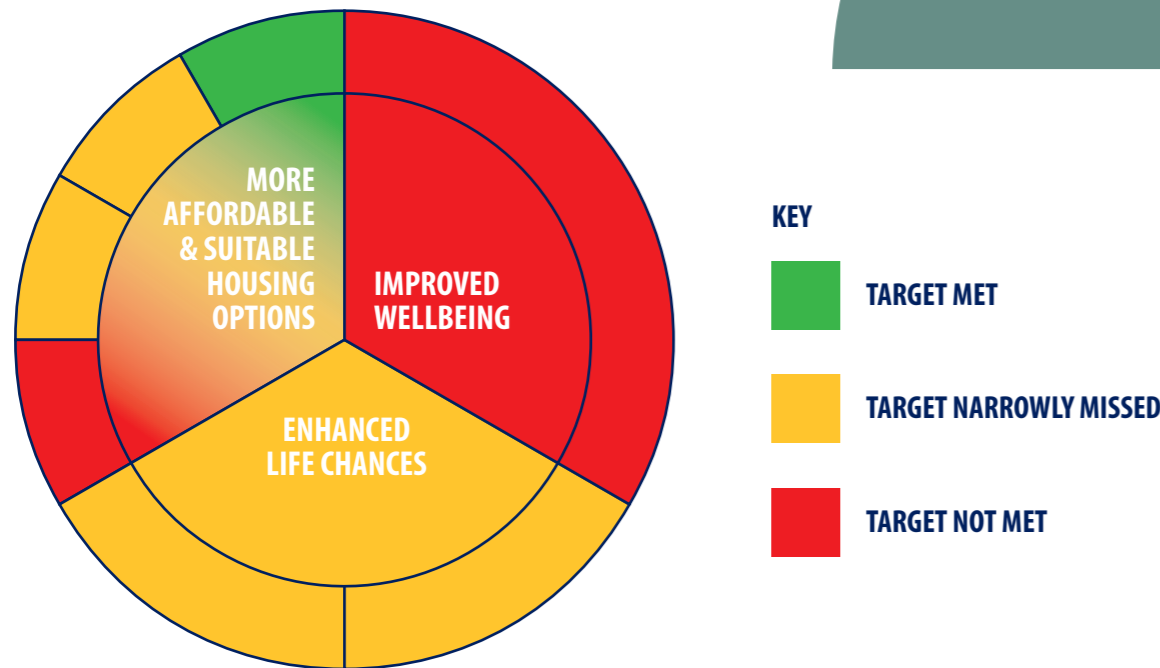 MORE
AFFORDABLE
& SUITABLE
HOUSING
OPTIONS
IMPROVED
WELLBEING
ENHANCED
LIFE CHANCES
KEY
TARGET MET
TARGET NARROWLY MISSED
TARGET NOT MET